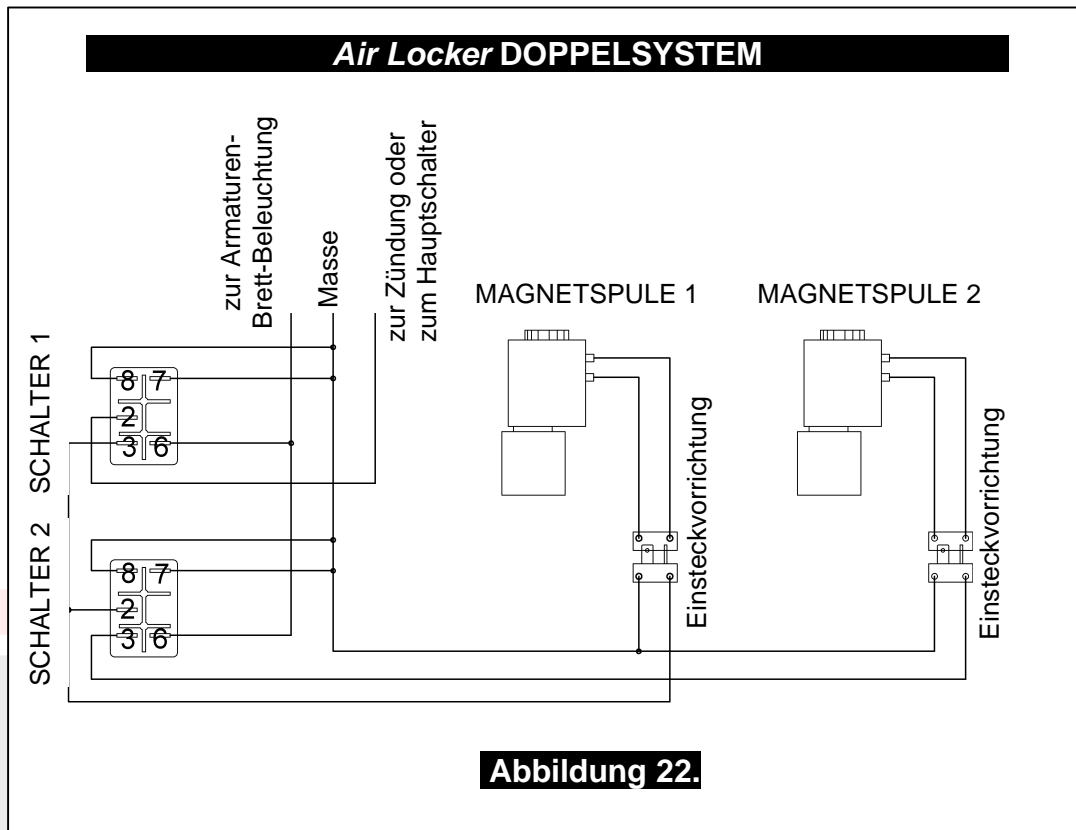 Air Locker DOPPELSYSTEM
zur Armaturen-
Brett-Beleuchtung
Masse
zur Zündung oder
zum Hauptschalter
MAGNETSPULE 1
MAGNETSPULE 2
SCHALTER 1
8 7
2
3 6
SCHALTER 2
8 7
2
3 6
Einsteckvorrichtung
Einsteckvorrichtung
Abbildung 22.